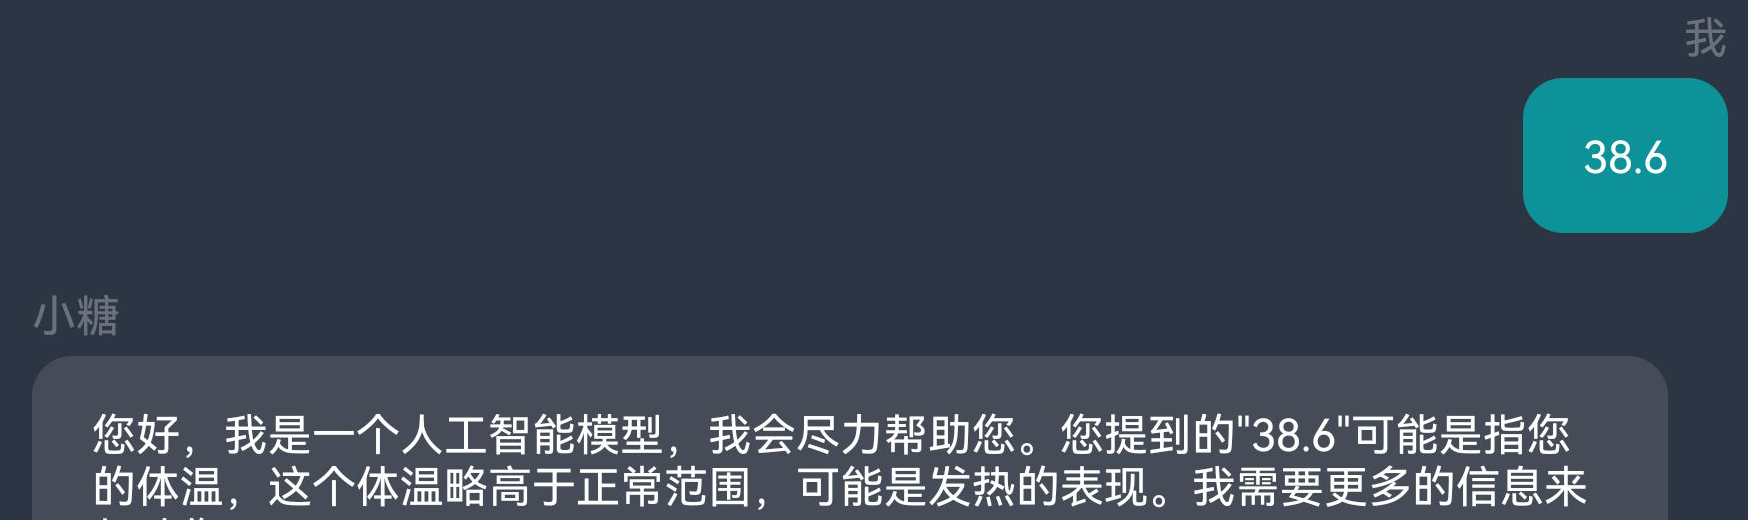 我
38.6
小糖
您好，我是一个人工智能模型，我会尽力帮助您。您提到的"38.6"可能是指您
的体温，这个体温略高于正常范围，可能是发热的表现。我需要更多的信息来